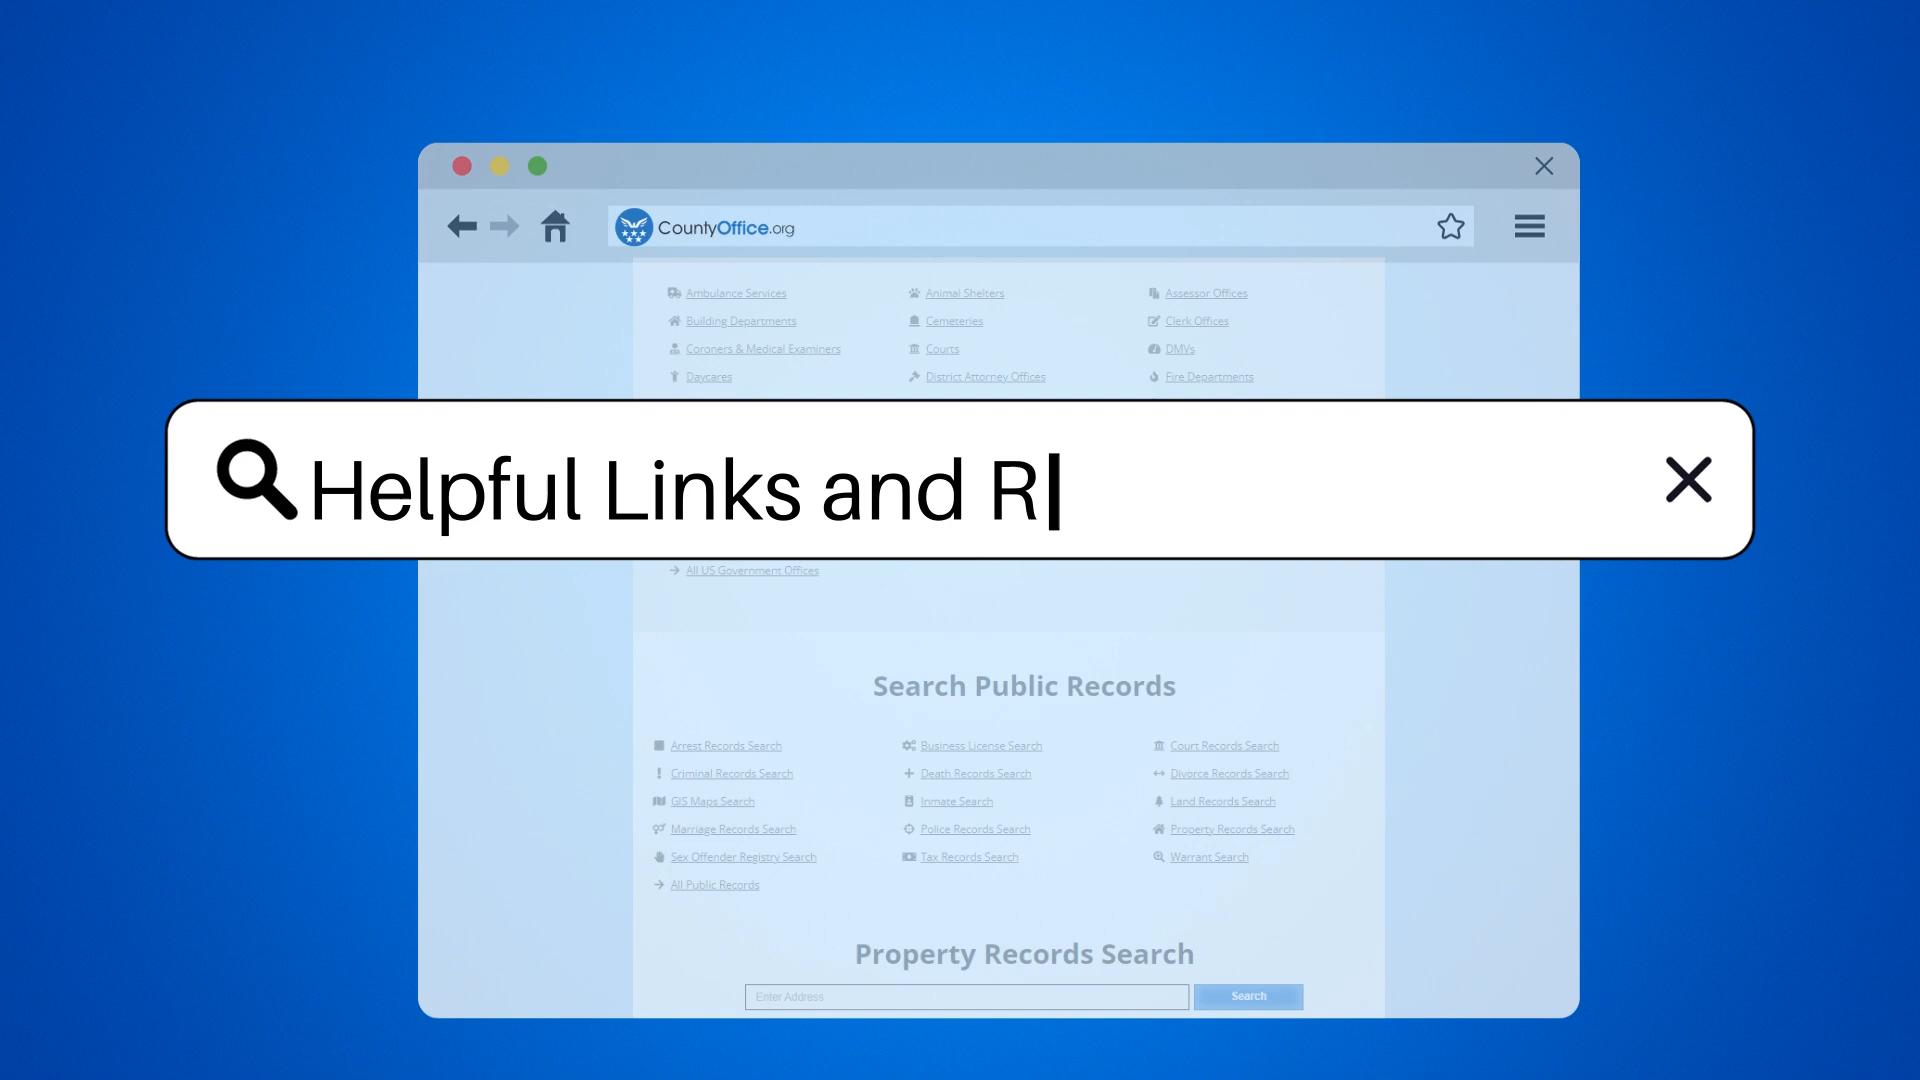 CountyOffice.org
Ambulance Services Animal Shelters Assessor Offices
Building Departments Cemeteries Clerk Offices
Coroners & Medical Examiners Courts DMVs
Daycares District Attorney Offices Fire Departments
Helpful Links and R
All US Government Offices
Search Public Records
Arrest Records Search Business License Search Court Records Search
Criminal Records Search Death Records Search Divorce Records Search
GIS Maps Search Inmate Search Land Records Search
Marriage Records Search Police Records Search Property Records Search
Sex Offender Registry Search Tax Records Search Warrant Search
All Public Records
Property Records Search
Enter Address Search